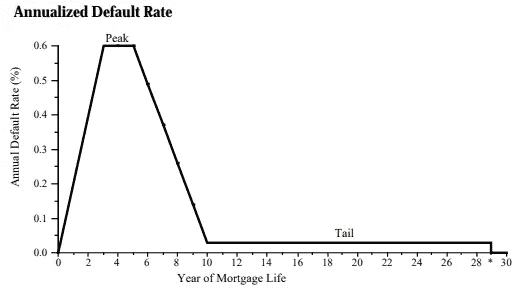 Annualized Default Rate
Peak
0.6
0.5
0.4
0.3
0.2
0.1
0.0
Annual Default Rate (%)
Tail
0 2 4 6 8 10 12 14 16 18 20 22 24 26 28 * 30
Year of Mortgage Life